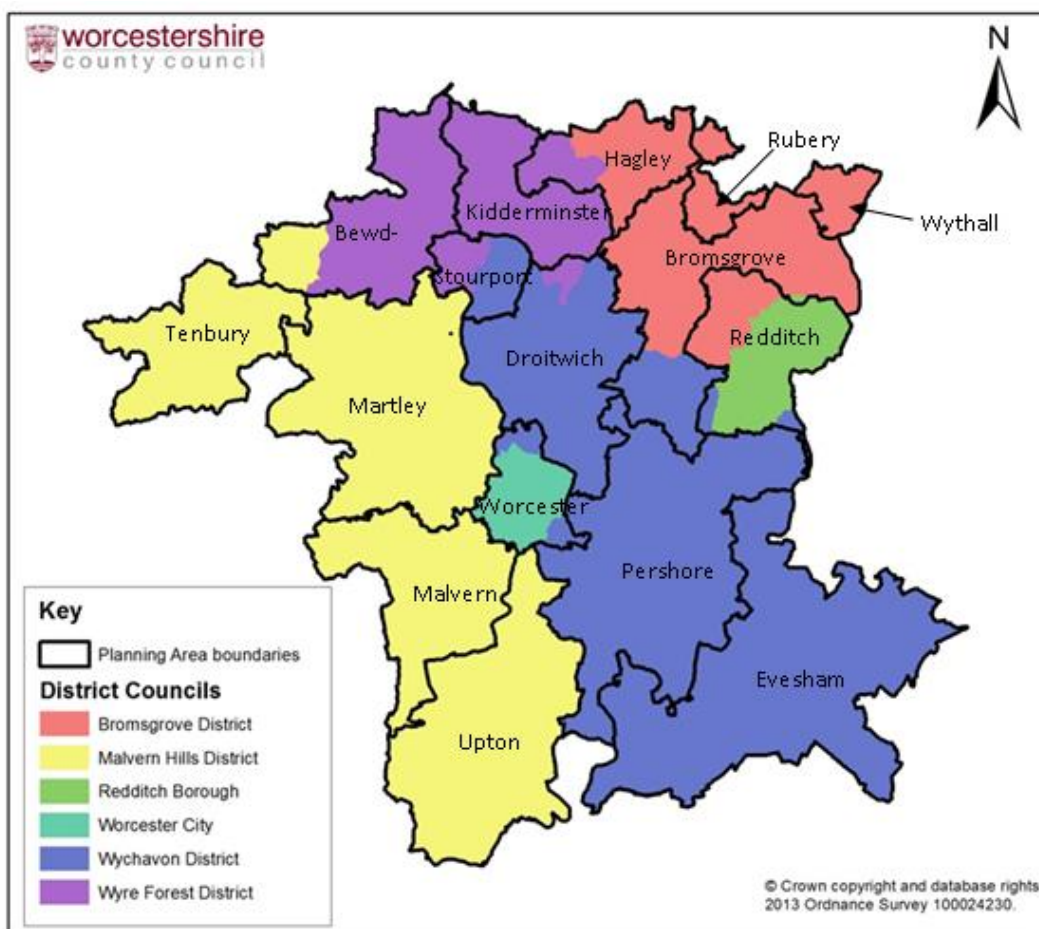 worcestershire
county council
N
Rubery
Hagley
Wythall
Kidderminster
Bewd-
Bromsgrove
Stourport
Tenbury
Redditch
Droitwich
Martley
Worcester
Pershore
Malvern
Evesham
Upton
Key
Planning Area boundaries
District Councils
Bromsgrove District
Malvern Hills District
Redditch Borough
Worcester City
Wychavon District
Wyre Forest District
© Crown copyright and database rights
2013 Ordnance Survey 100024230.